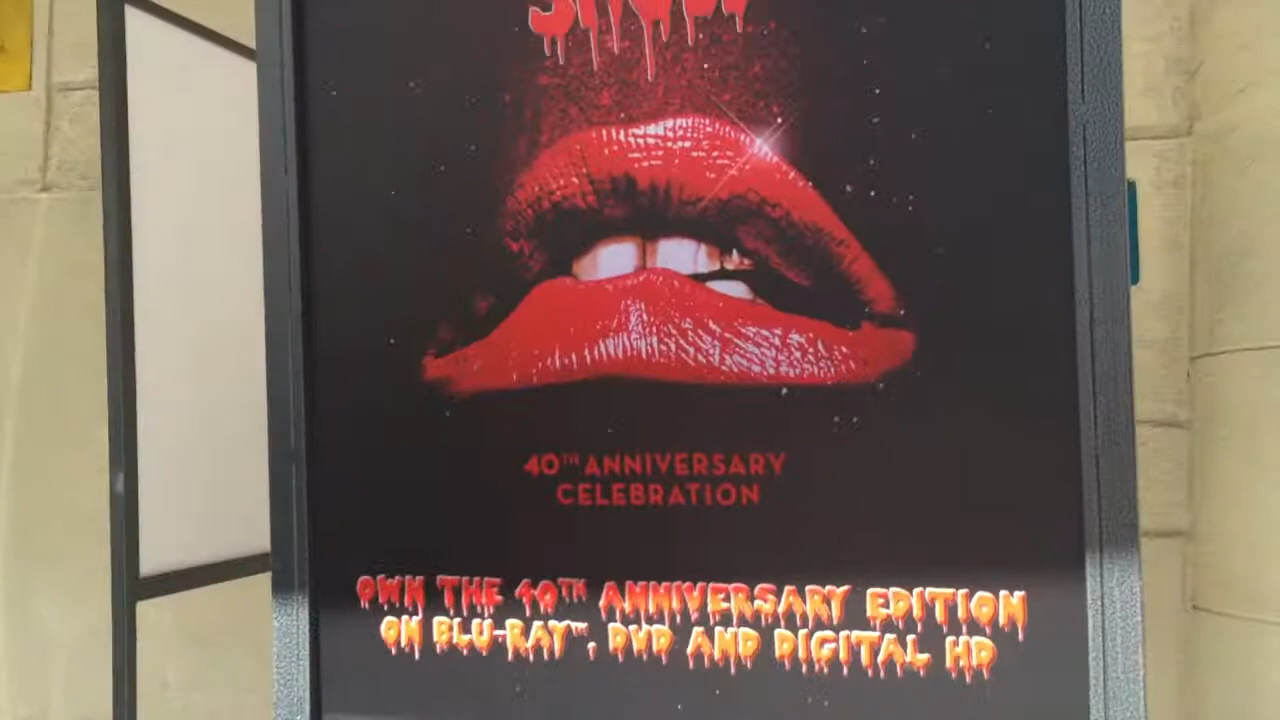 40TH ANNIVERSARY
CELEBRATION
OWN THE 40TH ANNIVERSARY EDITION
ON BLU-RAY™, DVD AND DIGITAL HD